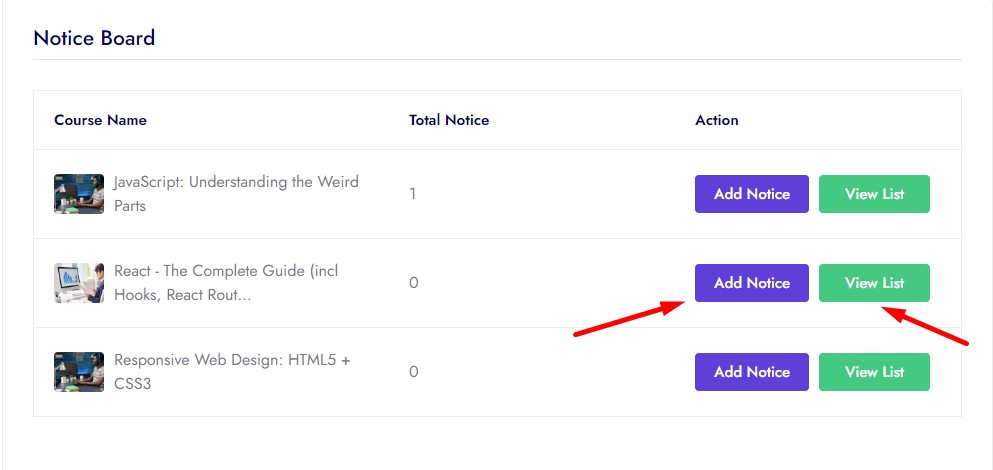 Notice Board
Course Name Total Notice Action
JavaScript: Understanding the Weird
Parts
1 Add Notice View List
React - The Complete Guide (incl
Hooks, React Rout...
0 Add Notice View List
Responsive Web Design: HTML5 +
CSS3
0 Add Notice View List